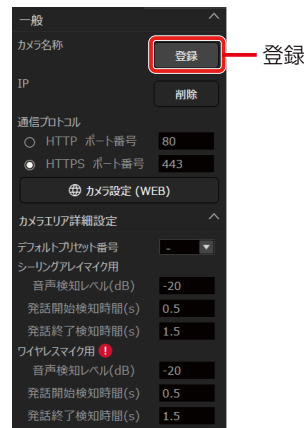 一般
カメラ名称
登録
登録
IP
削除
通信プロトコル
HTTP ポート番号 80
HTTPS ポート番号 443
カメラ設定 (WEB)
カメラエリア詳細設定
デフォルトプリセット番号 -
シーリングアレイマイク用
音声検知レベル(dB) -20
発話開始検知時間(s) 0.5
発話終了検知時間(s) 1.5
ワイヤレスマイク用 !
音声検知レベル(dB) -20
発話開始検知時間(s) 0.5
発話終了検知時間(s) 1.5